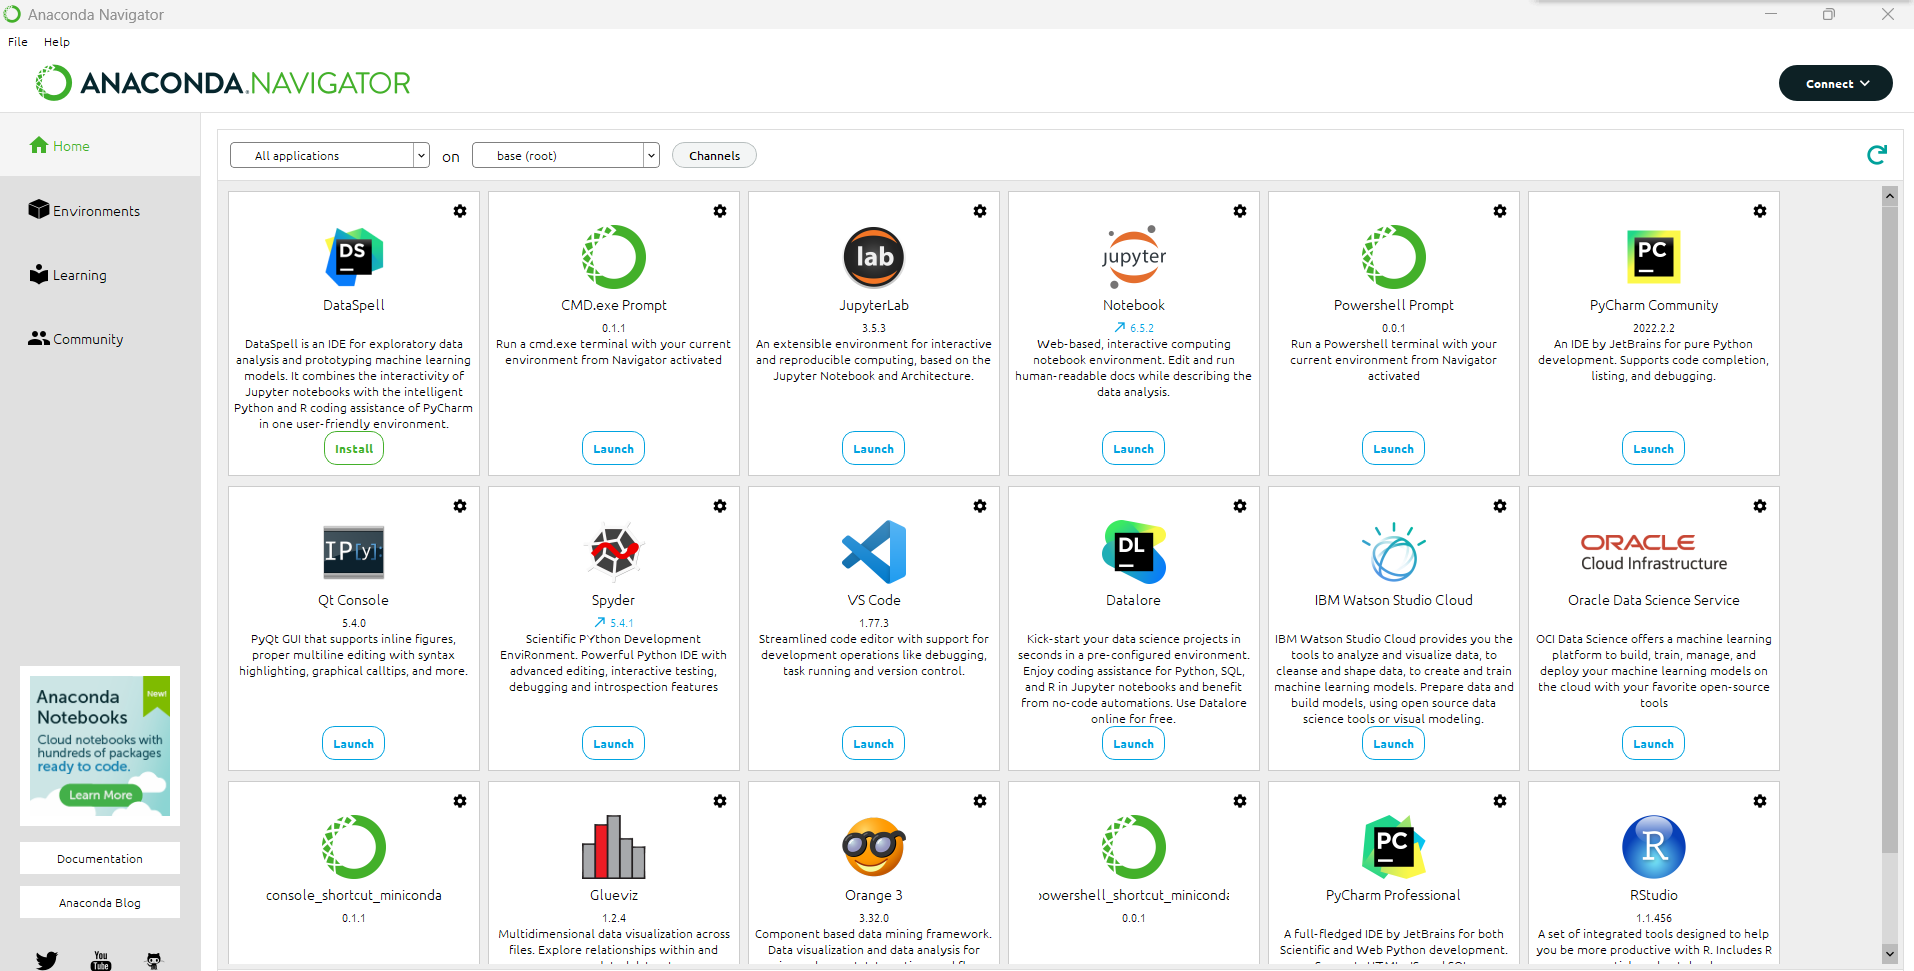 Anaconda Navigator
File Help
ANACONDA.NAVIGATOR
Connect
Home
Environments
Learning
Community
All applications on base (root) Channels
DS
DataSpell
DataSpell is an IDE for exploratory data
analysis and prototyping machine learning
models. It combines the interactivity of
Jupyter notebooks with the intelligent
Python and R coding assistance of PyCharm
in one user-friendly environment.
Install
CMD.exe Prompt
0.1.1
Run a cmd.exe terminal with your current
environment from Navigator activated
Launch
lab
JupyterLab
3.5.3
An extensible environment for interactive
and reproducible computing, based on the
Jupyter Notebook and Architecture.
Launch
jupyter
Notebook
6.5.2
Web-based, interactive computing
notebook environment. Edit and run
human-readable docs while describing the
data analysis.
Launch
Powershell Prompt
0.0.1
Run a Powershell terminal with your
current environment from Navigator
activated
Launch
PC
PyCharm Community
2022.2.2
An IDE by JetBrains for pure Python
development. Supports code completion,
listing, and debugging.
Launch
IP[y]:
Qt Console
5.4.0
PyQt GUI that supports inline figures,
proper multiline editing with syntax
highlighting, graphical calltips, and more.
Launch
Spyder
5.4.1
Scientific PYthon Development
EnviRonment. Powerful Python IDE with
advanced editing, interactive testing,
debugging and introspection features
Launch
VS Code
1.77.3
Streamlined code editor with support for
development operations like debugging,
task running and version control.
Launch
DL
Datalore
Kick-start your data science projects in
seconds in a pre-configured environment.
Enjoy coding assistance for Python, SQL,
and R in Jupyter notebooks and benefit
from no-code automations. Use Datalore
online for free.
Launch
IBM Watson Studio Cloud
IBM Watson Studio Cloud provides you the
tools to analyze and visualize data, to
cleanse and shape data, to create and train
machine learning models. Prepare data and
build models, using open source data
science tools or visual modeling.
Launch
ORACLE
Cloud Infrastructure
Oracle Data Science Service
OCI Data Science offers a machine learning
platform to build, train, manage, and
deploy your machine learning models on
the cloud with your favorite open-source
tools
Launch
console_shortcut_miniconda
0.1.1
Glueviz
1.2.4
Multidimensional data visualization across
files. Explore relationships within and
Orange 3
3.32.0
Component based data mining framework.
Data visualization and data analysis for
powershell_shortcut_miniconda
0.0.1
PC
PyCharm Professional
A full-fledged IDE by JetBrains for both
Scientific and Web Python development.
R
RStudio
1.1.456
A set of integrated tools designed to help
you be more productive with R. Includes R
Anaconda
Notebooks
New!
Cloud notebooks with
hundreds of packages
ready to code.
Learn More
Documentation
Anaconda Blog
You
Tube